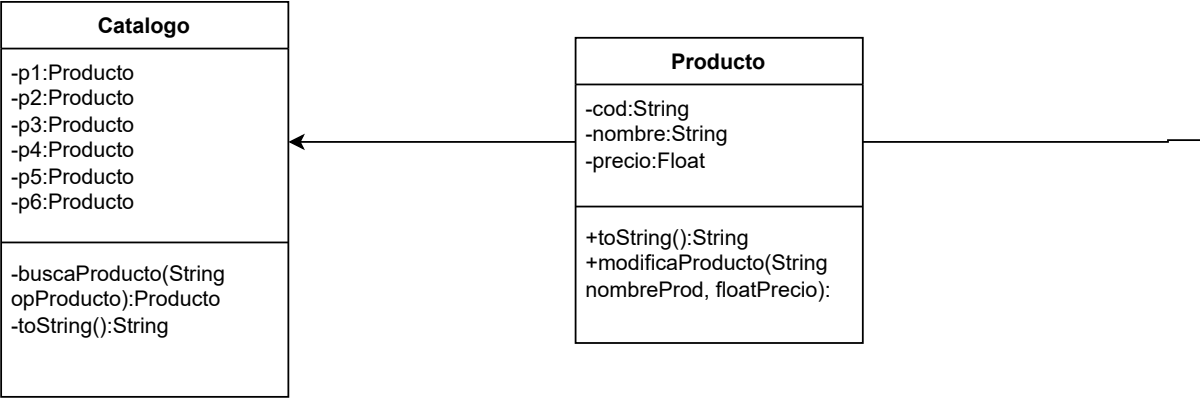 Catalogo
-p1:Producto
-p2:Producto
-p3:Producto
-p4:Producto
-p5:Producto
-p6:Producto
-buscaProducto(String
opProducto):Producto
-toString():String
Producto
-cod:String
-nombre:String
-precio:Float
+toString():String
+modificaProducto(String
nombreProd, floatPrecio):